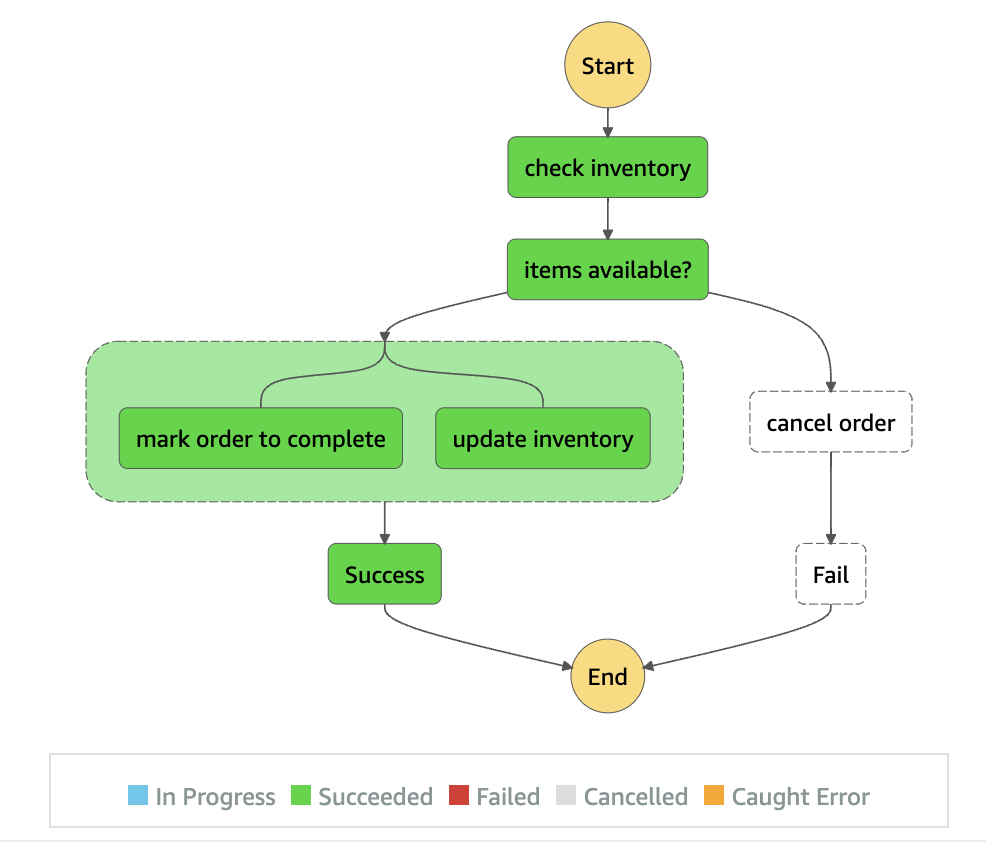 Start
check inventory
items available?
mark order to complete
update inventory
cancel order
Success
Fail
End
In Progress Succeeded Failed Cancelled Caught Error